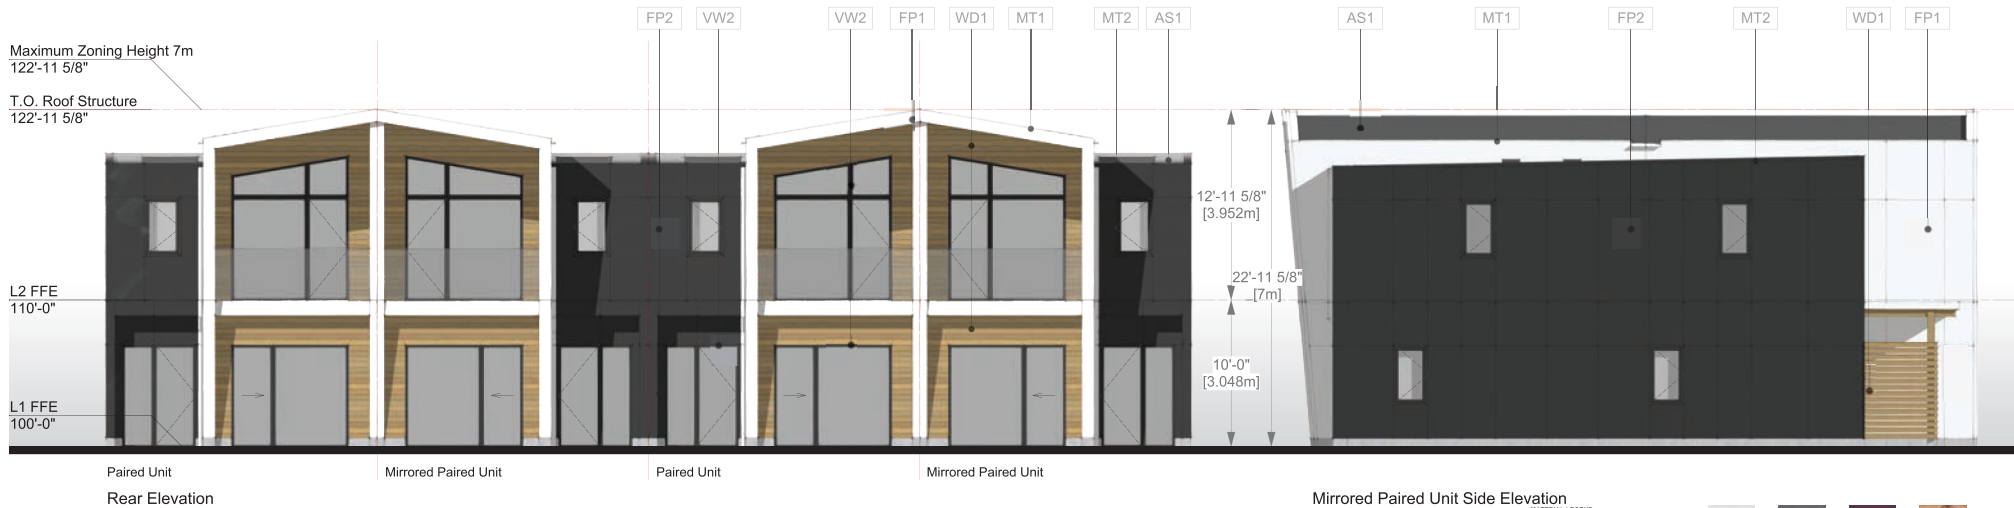 FP2 VW2 VW2 FP1 WD1 MT1 MT2 AS1 AS1 MT1 FP2 MT2 WD1 FP1
Maximum Zoning Height 7m
122'-11 5/8"
T.O. Roof Structure
122'-11 5/8"
12'-11 5/8"
[3.952m]
22'-11 5/8"
[7m]
L2 FFE
110'-0"
10'-0"
[3.048m]
L1 FFE
100'-0"
Paired Unit Mirrored Paired Unit Paired Unit Mirrored Paired Unit
Rear Elevation Mirrored Paired Unit Side Elevation